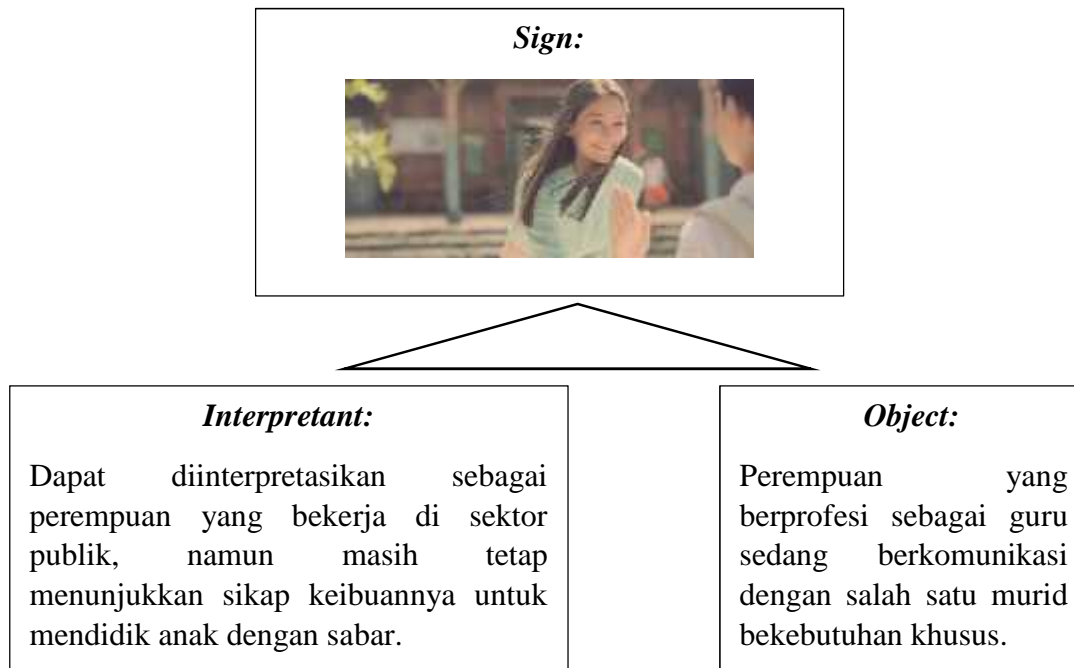 Sign:
Interpretant:
Dapat diinterpretasikan sebagai
perempuan yang bekerja di sektor
publik, namun masih tetap
menunjukkan sikap keibuannya untuk
mendidik anak dengan sabar.
Object:
Perempuan yang
berprofesi sebagai guru
sedang berkomunikasi
dengan salah satu murid
bekebutuhan khusus.